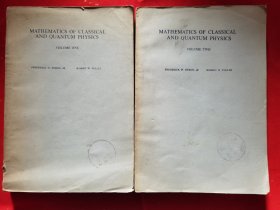 MATHEMATICS OF CLASSICAL
AND QUANTUM PHYSICS
VOLUME ONE
FREDERICK W. BYRON, JR. ROBERT W. FULLER
MATHEMATICS OF CLASSICAL
AND QUANTUM PHYSICS
VOLUME TWO
FREDERICK W. BYRON, JR. ROBERT W. FULLER